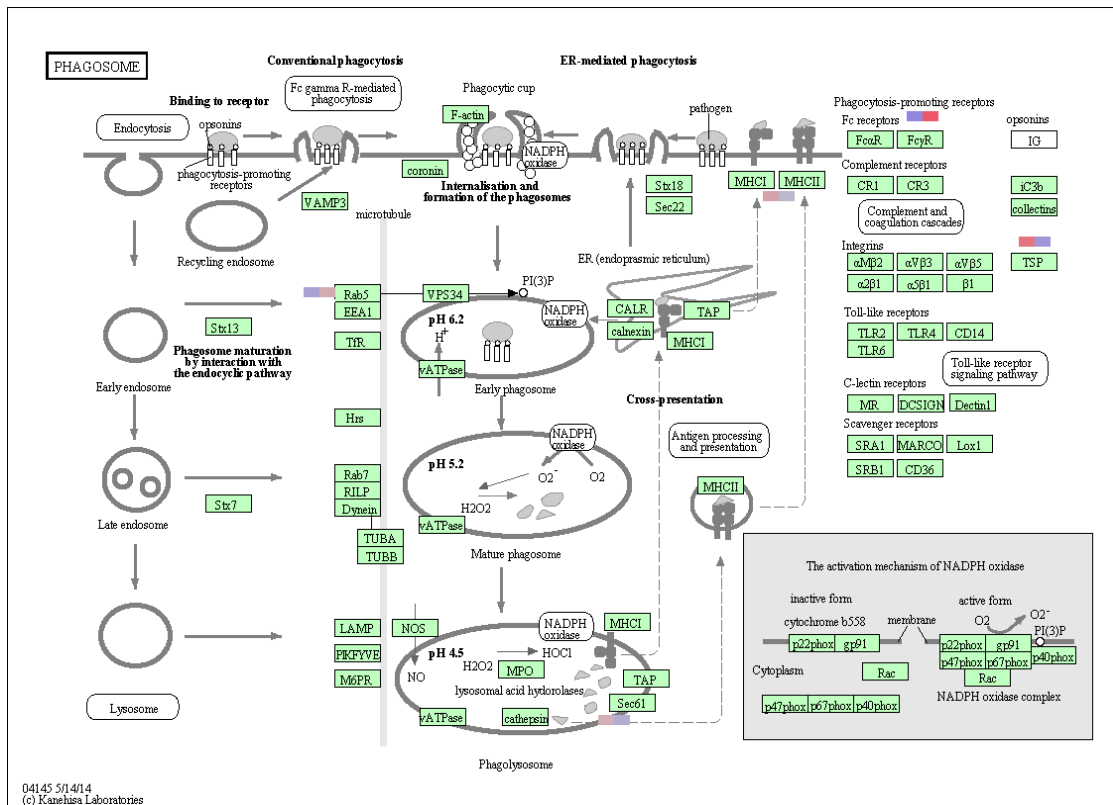 PHAGOSOME
Conventional phagocytosis
ER-mediated phagocytosis
Binding to receptor
Endocytosis
opsonins
phagocytosis-promoting
receptors
Fc gamma R-mediated
phagocytosis
Phagocytic cup
F-actin
NADPH
oxidase
coronin
Internalisation and
formation of the phagosomes
VAMP3
Recycling endosome
microtubule
pathogen
Stx18
Sec22
MHCI
MHCII
ER (endoprasmic reticulum)
Phagocytosis-promoting receptors
Fc receptors
FcαR
FcγR
opsonins
IG
Complement receptors
CR1
CR3
iC3b
collectins
Complement and
coagulation cascades
Integrins
αMβ2
αVβ3
αVβ5
TSP
α2β1
α5β1
β1
Toll-like receptors
TLR2
TLR4
CD14
TLR6
Toll-like receptor
signaling pathway
C-lectin receptors
MR
DCSIGN
Dectin1
Scavenger receptors
SRA1
MARCO
Lox1
SRB1
CD36
Stx13
Phagosome maturation
by interaction with
the endocyclic pathway
Early endosome
Rab5
EEA1
TfR
VPS34
PI(3)P
pH 6.2
H+
NADPH
oxidase
vATPase
Early phagosome
CALR
calnexin
TAP
MHCI
Cross-presentation
Hrs
Late endosome
Stx7
Rab7
RILP
Dynein
TUBA
TUBB
NADPH
oxidase
pH 5.2
O2-
O2
H2O2
vATPase
Mature phagosome
Antigen processing
and presentation
MHCII
Lysosome
LAMP
PIKFYVE
M6PR
NOS
NO
NADPH
oxidase
MHCI
pH 4.5
H2O2
MPO
HOCl
lysosomal acid hydorolases
TAP
Sec61
vATPase
cathepsin
Phagolysosome
The activation mechanism of NADPH oxidase
inactive form
cytochrome b558
membrane
active form
O2
O2-
PI(3)P
p22phox
gp91
p22phox
gp91
p47phox
p67phox
p40phox
Cytoplasm
Rac
Rac
NADPH oxidase complex
p47phox
p67phox
p40phox
04145 5/14/14
(c) Kanehisa Laboratories